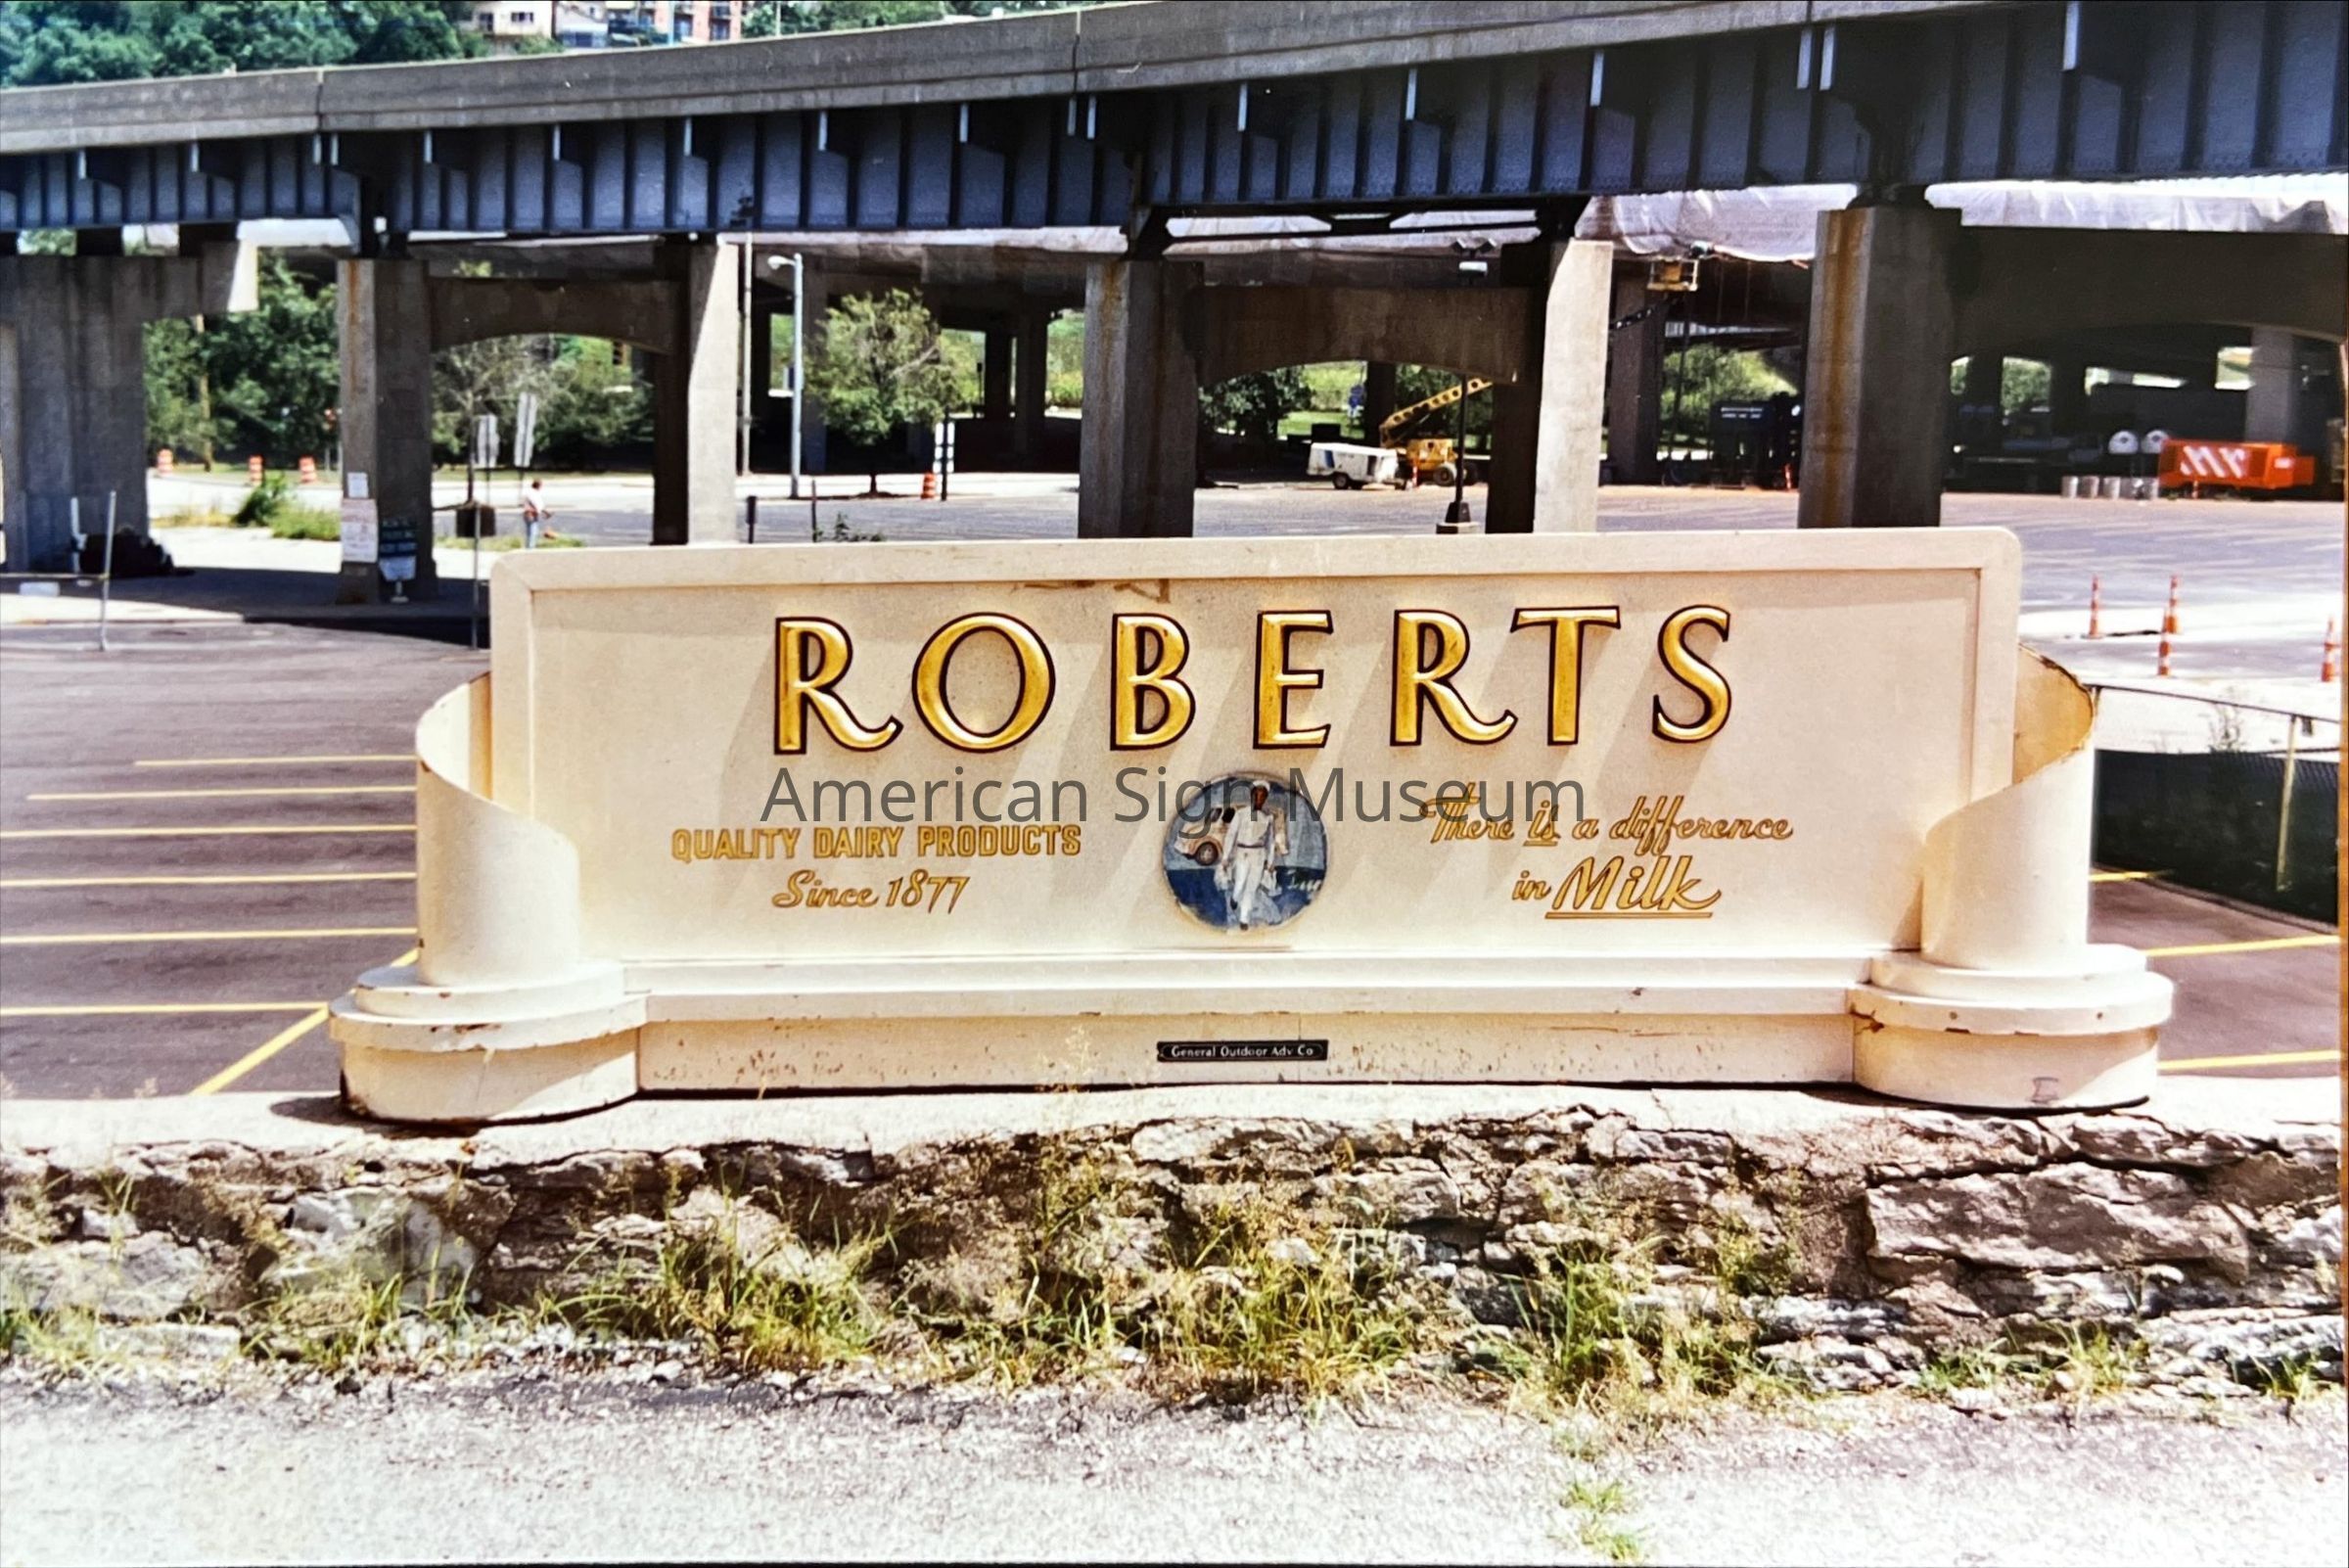 ROBERTS
American Sign Museum
QUALITY DAIRY PRODUCTS
Since 1877
There is a difference
in Milk
General Outdoor Adv Co